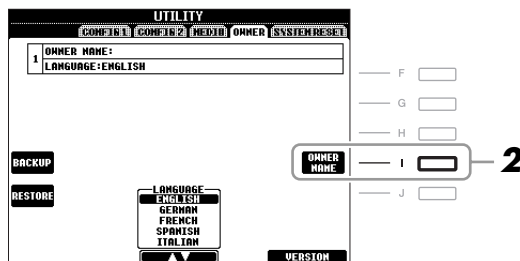 UTILITY
CONFIG 1 CONFIG 2 MEDIA OWNER SYSTEM RESET
1 OWNER NAME:
LANGUAGE:ENGLISH
F
G
H
BACKUP
OWNER NAME
I
2
RESTORE
J
LANGUAGE
ENGLISH
GERMAN
FRENCH
SPANISH
ITALIAN
VERSION